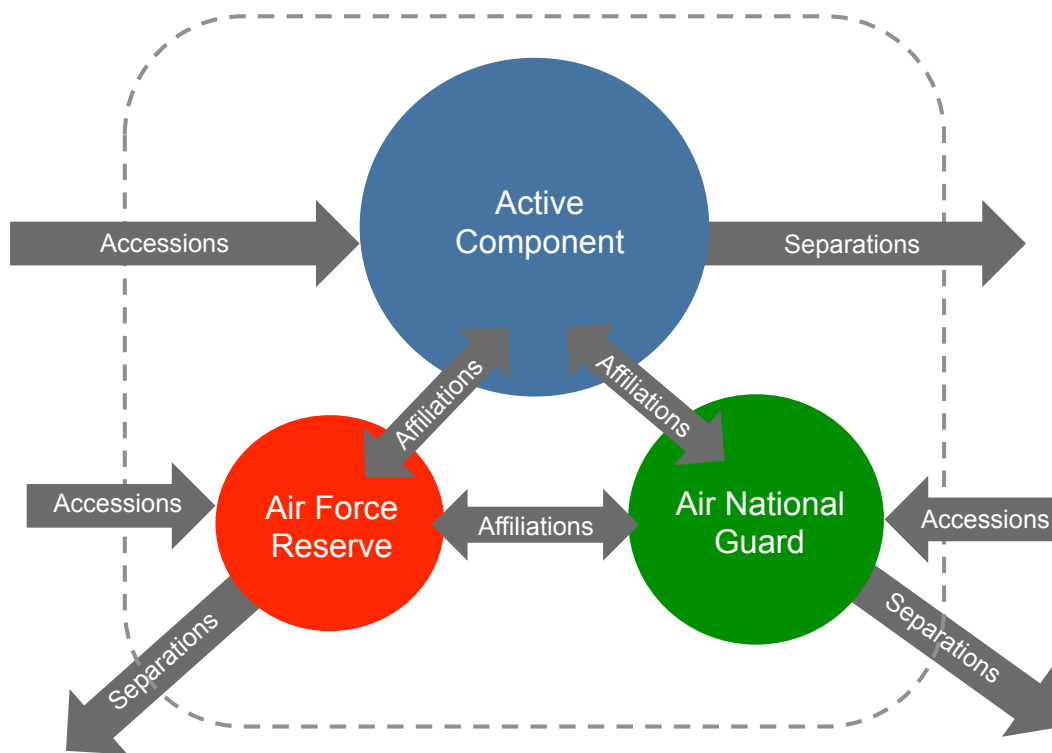 Active
Component
Accessions
Separations
Affiliations
Affiliations
Accessions
Air Force
Reserve
Affiliations
Air National
Guard
Accessions
Separations
Separations